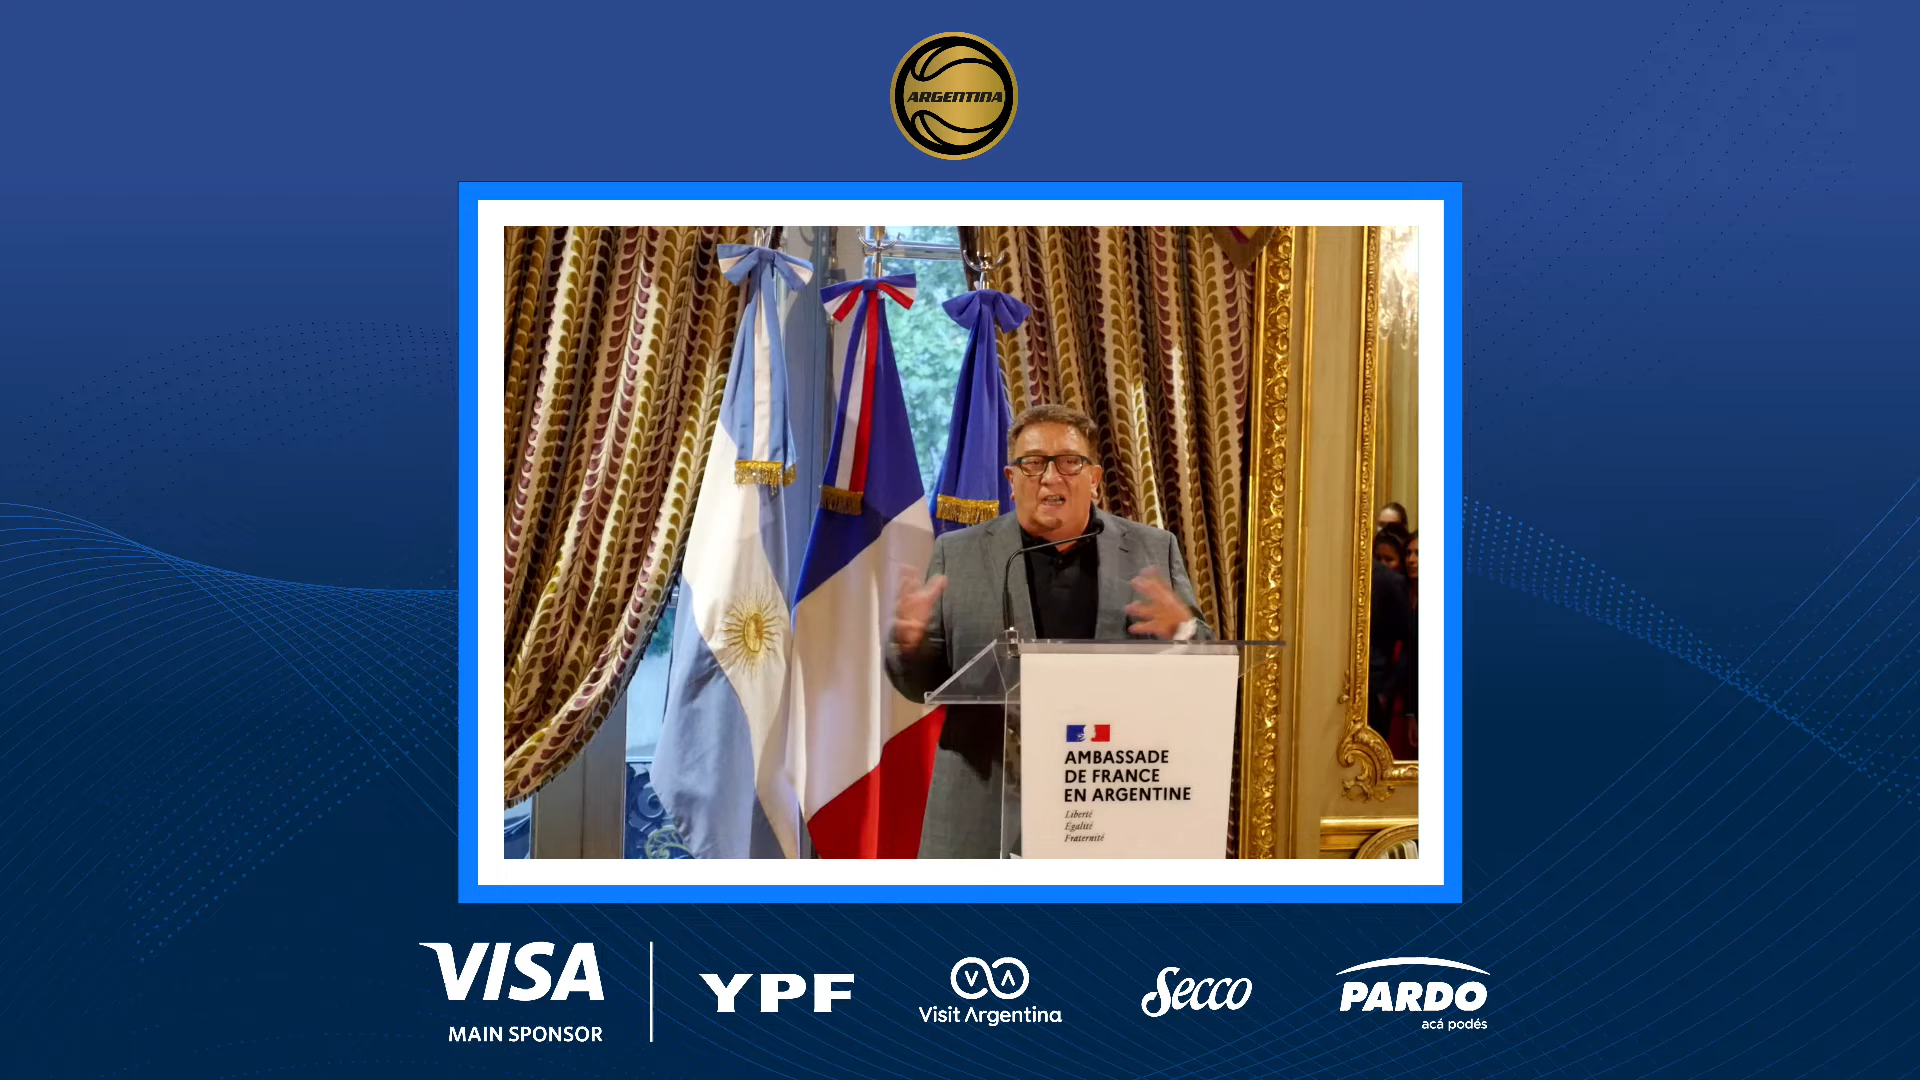 ARGENTINA
AMBASSADE
DE FRANCE
EN ARGENTINE
Liberté
Égalité
Fraternité
VISA
MAIN SPONSOR
YPF
VA
Visit Argentina
Secco
PARDO
acá podés